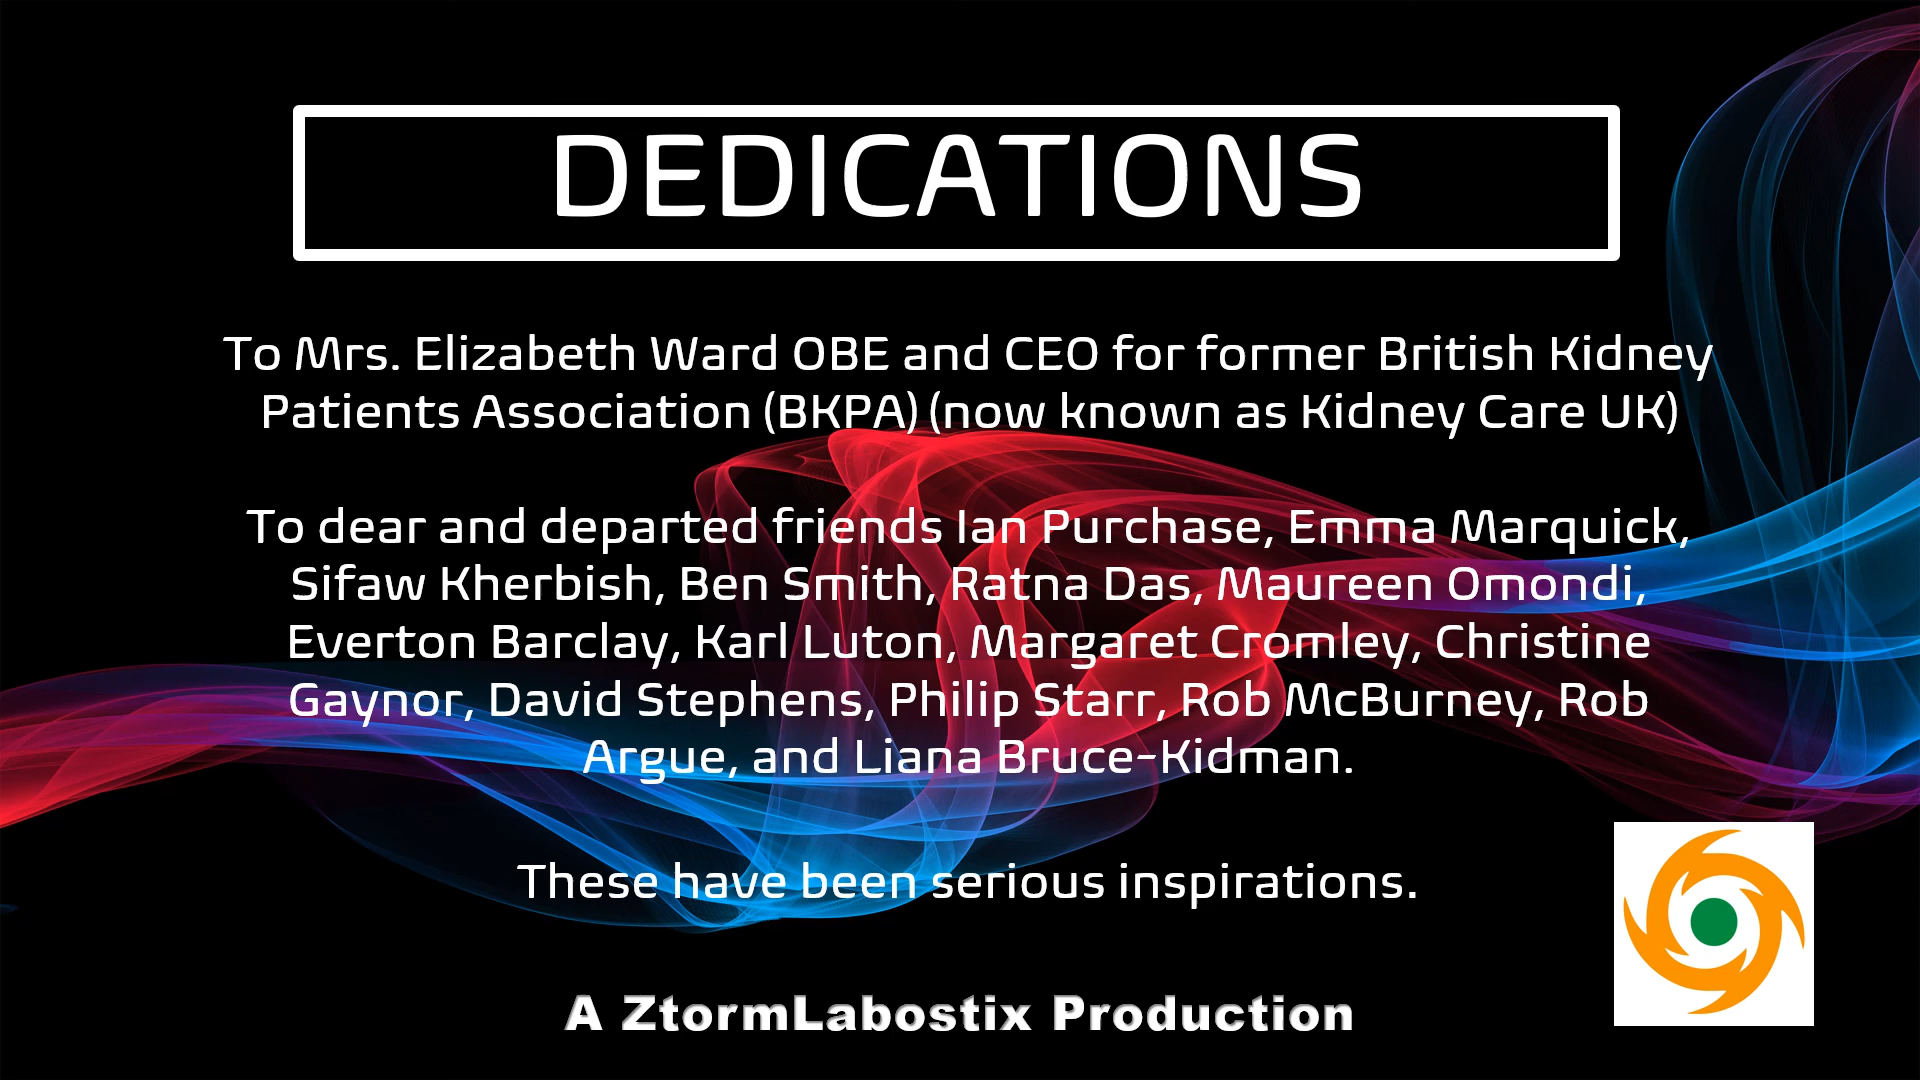 DEDICATIONS
To Mrs. Elizabeth Ward OBE and CEO for former British Kidney
Patients Association (BKPA) (now known as Kidney Care UK)
To dear and departed friends Ian Purchase, Emma Marquick,
Sifaw Kherbish, Ben Smith, Ratna Das, Maureen Omondi,
Everton Barclay, Karl Luton, Margaret Cromley, Christine
Gaynor, David Stephens, Philip Starr, Rob McBurney, Rob
Argue, and Liana Bruce-Kidman.
These have been serious inspirations.
A ZtormLabostix Production